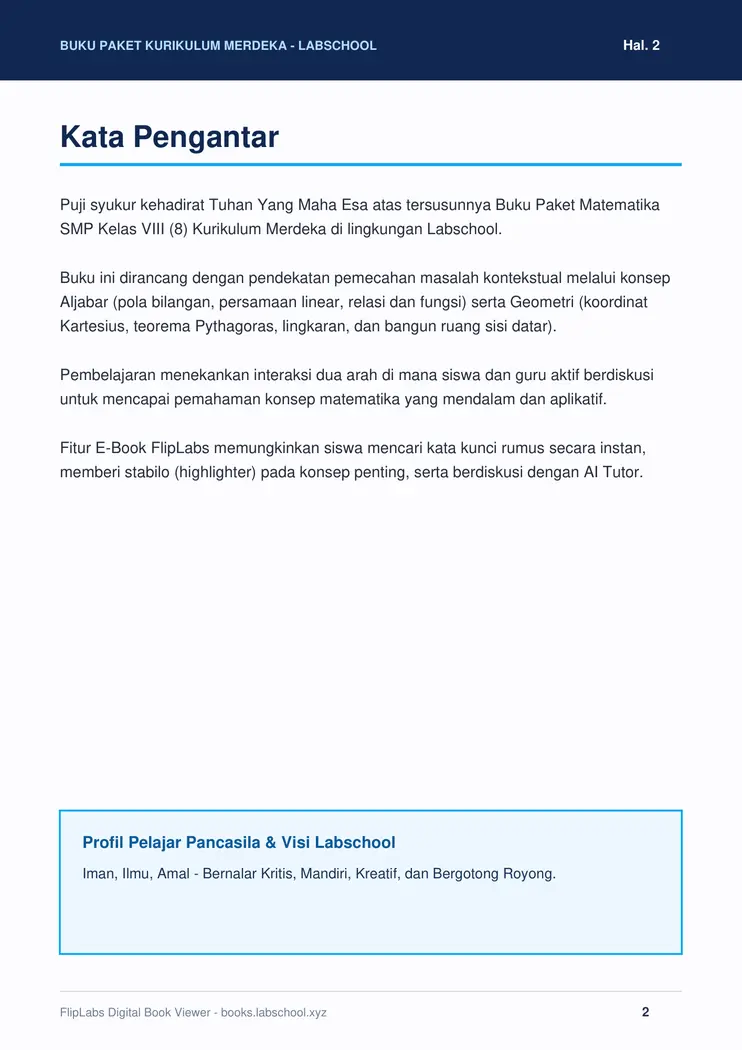 BUKU PAKET KURIKULUM MERDEKA - LABSCHOOL
Hal. 2
Kata Pengantar
Puji syukur kehadirat Tuhan Yang Maha Esa atas tersusunnya Buku Paket Matematika
SMP Kelas VIII (8) Kurikulum Merdeka di lingkungan Labschool.
Buku ini dirancang dengan pendekatan pemecahan masalah kontekstual melalui konsep
Aljabar (pola bilangan, persamaan linear, relasi dan fungsi) serta Geometri (koordinat
Kartesius, teorema Pythagoras, lingkaran, dan bangun ruang sisi datar).
Pembelajaran menekankan interaksi dua arah di mana siswa dan guru aktif berdiskusi
untuk mencapai pemahaman konsep matematika yang mendalam dan aplikatif.
Fitur E-Book FlipLabs memungkinkan siswa mencari kata kunci rumus secara instan,
memberi stabilo (highlighter) pada konsep penting, serta berdiskusi dengan AI Tutor.
Profil Pelajar Pancasila & Visi Labschool
Iman, Ilmu, Amal - Bernalar Kritis, Mandiri, Kreatif, dan Bergotong Royong.
FlipLabs Digital Book Viewer - books.labschool.xyz
2